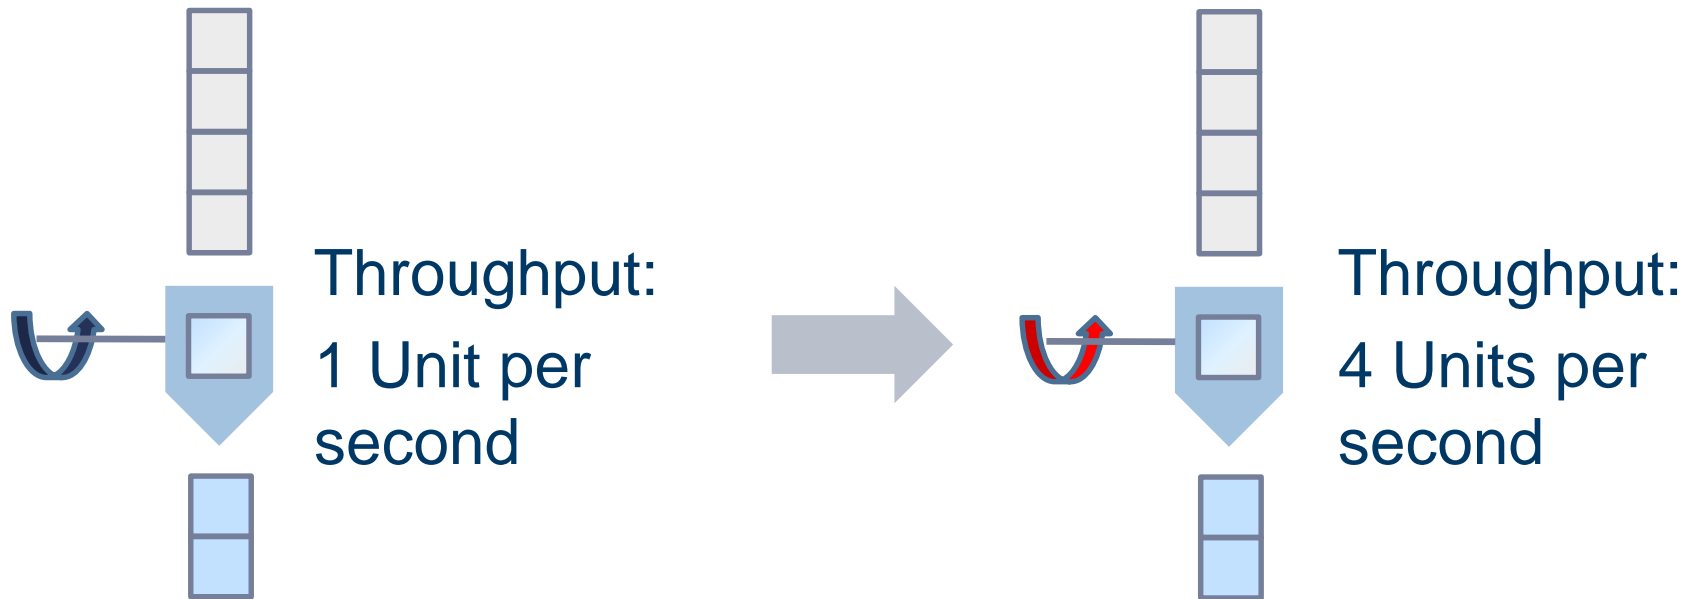 Throughput:
1 Unit per
second
Throughput:
4 Units per
second